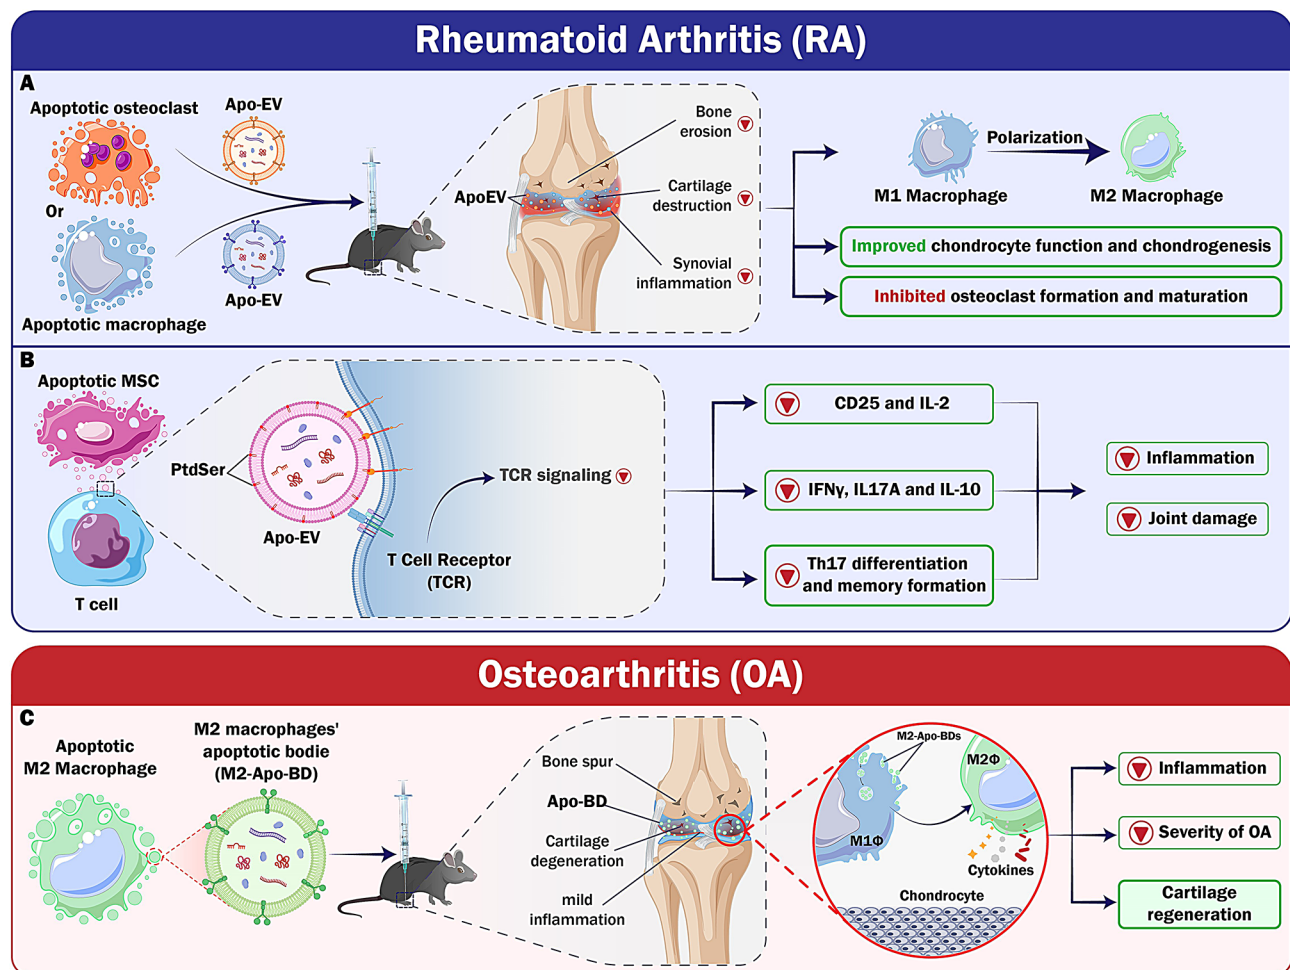 Rheumatoid Arthritis (RA)
A
Apoptotic osteoclast
Apo-EV
Or
Apo-EV
Apoptotic macrophage
ApoEV
Bone
erosion
Cartilage
destruction
Synovial
inflammation
Polarization
M1 Macrophage
M2 Macrophage
Improved chondrocyte function and chondrogenesis
Inhibited osteoclast formation and maturation
B
Apoptotic MSC
T cell
PtdSer
Apo-EV
TCR signaling
T Cell Receptor
(TCR)
CD25 and IL-2
IFNγ, IL17A and IL-10
Th17 differentiation
and memory formation
Inflammation
Joint damage
Osteoarthritis (OA)
C
Apoptotic
M2 Macrophage
M2 macrophages'
apoptotic bodie
(M2-Apo-BD)
Bone spur
Apo-BD
Cartilage
degeneration
mild
inflammation
M2-Apo-BDs
M2Φ
M1Φ
Cytokines
Chondrocyte
Inflammation
Severity of OA
Cartilage
regeneration